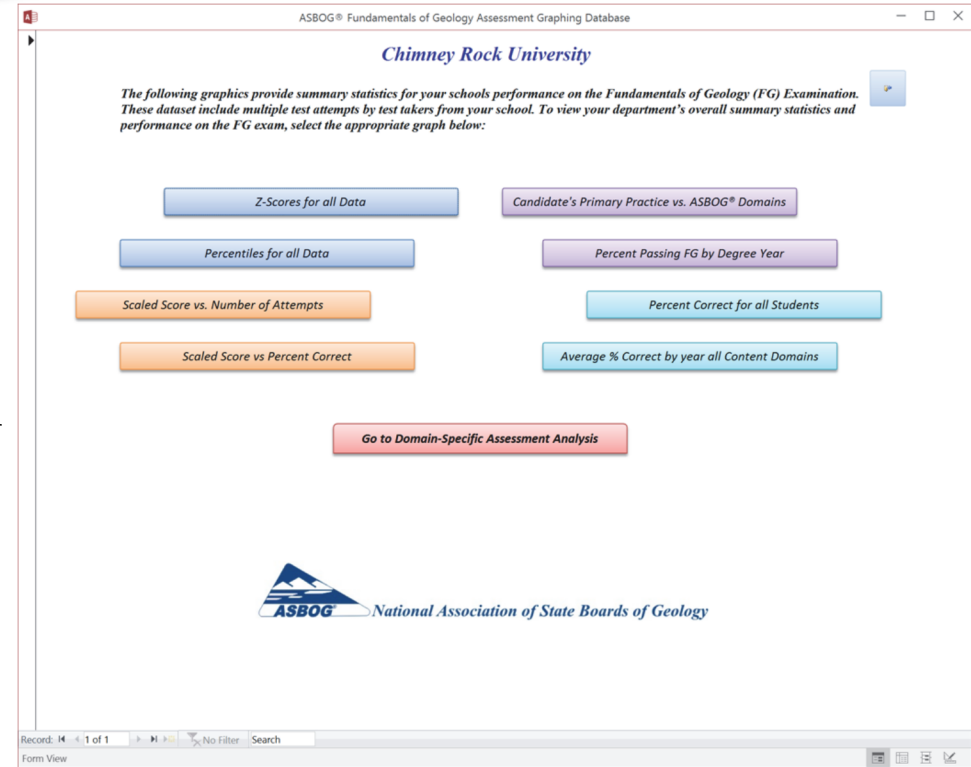 ASBOG® Fundamentals of Geology Assessment Graphing Database
Chimney Rock University
The following graphics provide summary statistics for your schools performance on the Fundamentals of Geology (FG) Examination.
These dataset include multiple test attempts by test takers from your school. To view your department's overall summary statistics and
performance on the FG exam, select the appropriate graph below:
Z-Scores for all Data
Candidate's Primary Practice vs. ASBOG® Domains
Percentiles for all Data
Percent Passing FG by Degree Year
Scaled Score vs. Number of Attempts
Percent Correct for all Students
Scaled Score vs Percent Correct
Average % Correct by year all Content Domains
Go to Domain-Specific Assessment Analysis
ASBOG® National Association of State Boards of Geology
Record: 1 of 1 No Filter Search
Form View